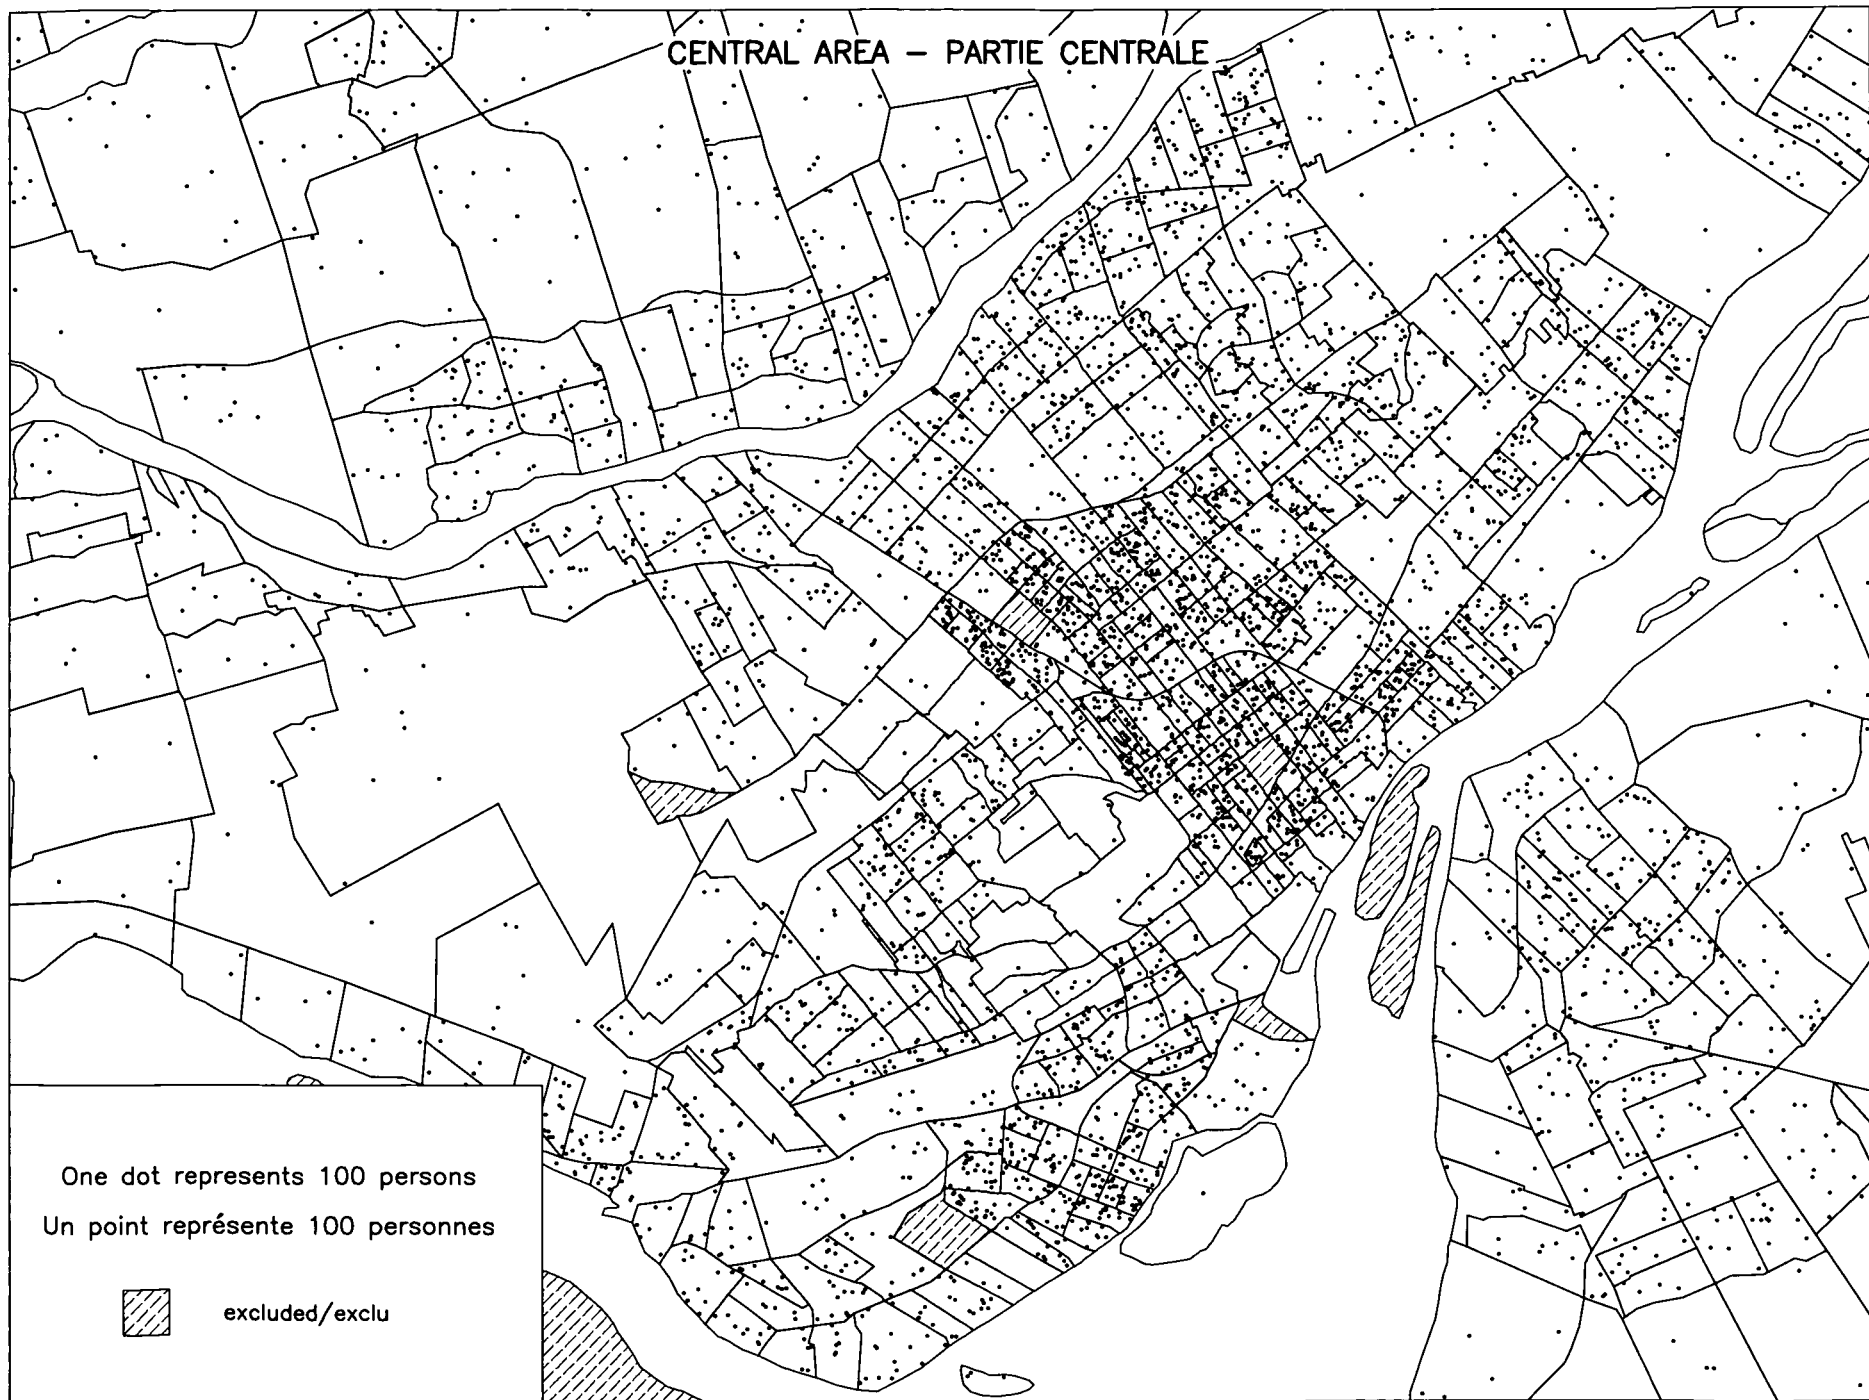 CENTRAL AREA – PARTIE CENTRALE
One dot represents 100 persons
Un point représente 100 personnes
excluded/exclu